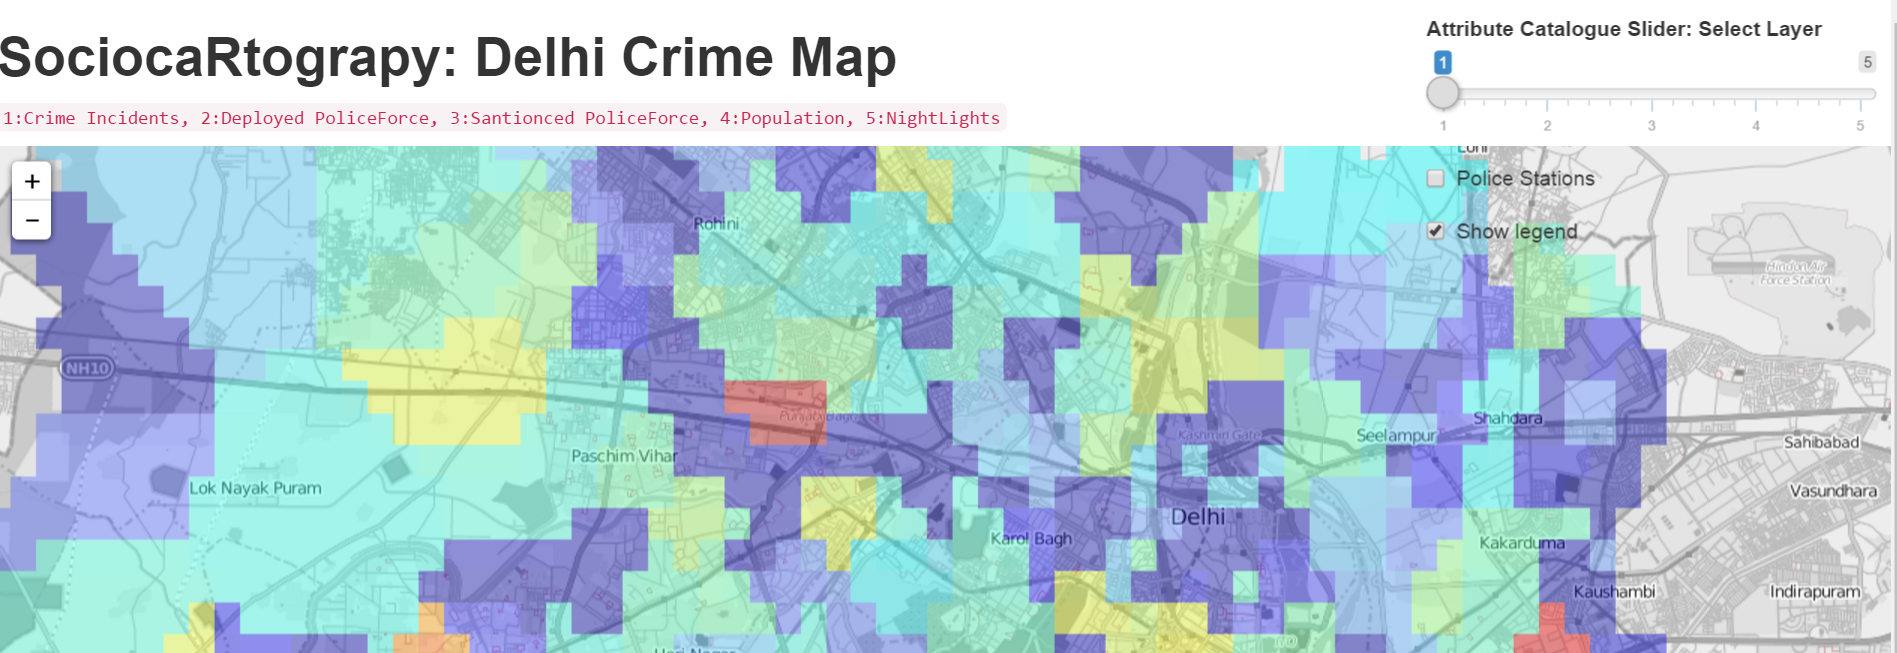 SociocaRtograpy: Delhi Crime Map
Attribute Catalogue Slider: Select Layer
1
5
1:Crime Incidents, 2:Deployed PoliceForce, 3:Santionced PoliceForce, 4:Population, 5:NightLights
1 2 3 4 5
Loni
+
Police Stations
−
Rohini
Show legend
Hindon Air
Force Station
NH10
Punjabi Bagh
Shahdara
Kashmiri Gate
Seelampur
Sahibabad
Paschim Vihar
Lok Nayak Puram
Vasundhara
Delhi
Karol Bagh
Kakarduma
Kaushambi
Indirapuram
ITO
Hari Nagar